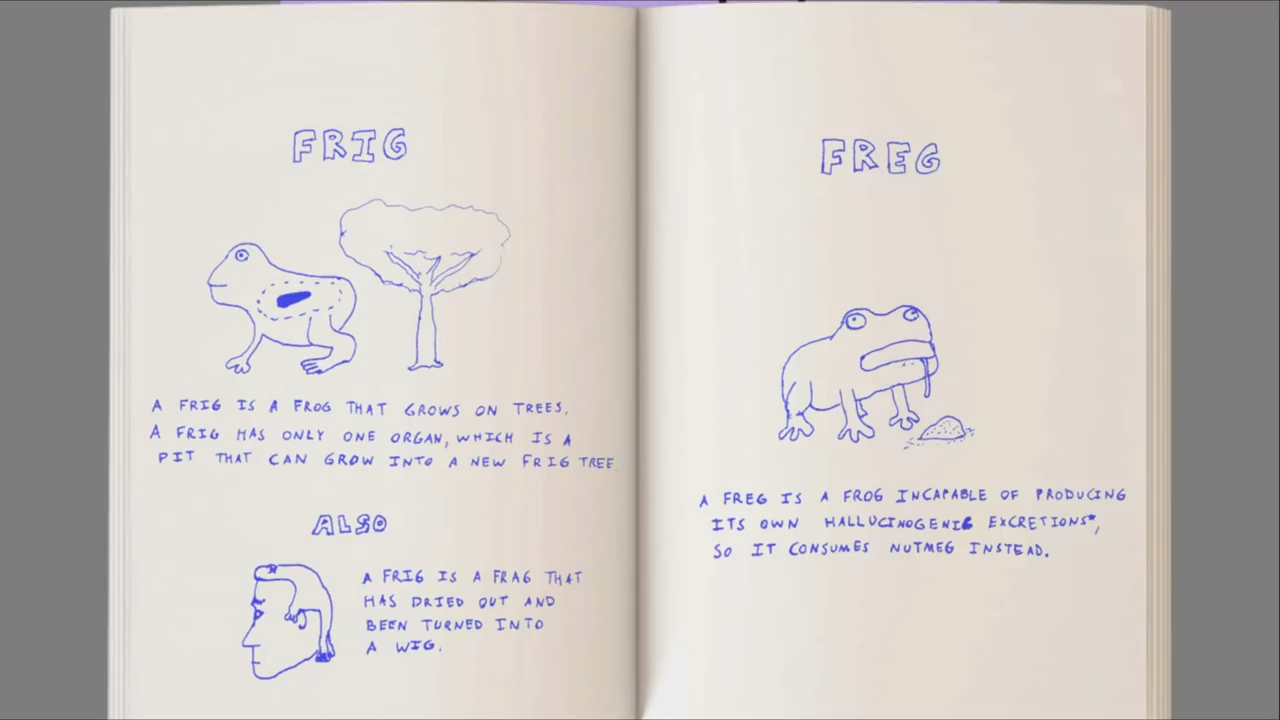 FRIG
A FRIG IS A FROG THAT GROWS ON TREES.
A FRIG HAS ONLY ONE ORGAN, WHICH IS A
PIT THAT CAN GROW INTO A NEW FRIG TREE.
ALSO
A FRIG IS A FRAG THAT
HAS DRIED OUT AND
BEEN TURNED INTO
A WIG.
FREG
A FREG IS A FROG INCAPABLE OF PRODUCING
ITS OWN HALLUCINOGENIC EXCRETIONS*,
SO IT CONSUMES NUTMEG INSTEAD.